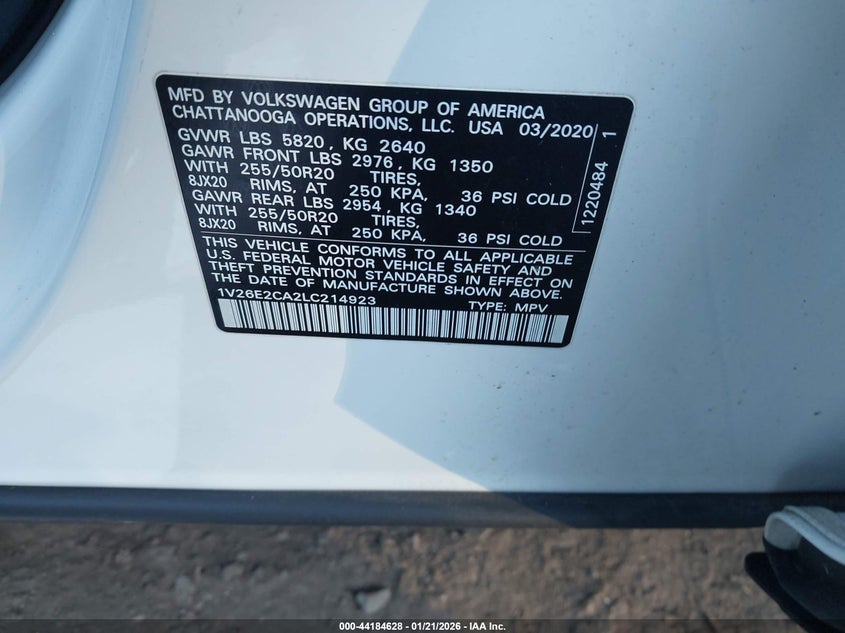 MFD BY VOLKSWAGEN GROUP OF AMERICA
CHATTANOOGA OPERATIONS, LLC. USA 03/2020
GVWR LBS 5820, KG 2640
GAWR FRONT LBS 2976, KG 1350
WITH 255/50R20 TIRES,
8JX20 RIMS, AT 250 KPA, 36 PSI COLD
GAWR REAR LBS 2954, KG 1340
WITH 255/50R20 TIRES,
8JX20 RIMS, AT 250 KPA, 36 PSI COLD
THIS VEHICLE CONFORMS TO ALL APPLICABLE
U.S. FEDERAL MOTOR VEHICLE SAFETY AND
THEFT PREVENTION STANDARDS IN EFFECT ON
THE DATE OF MANUFACTURE SHOWN ABOVE.
1V26E2CA2LC214923 TYPE: MPV
1220484 1
000-44184628 - 01/21/2026 - IAA Inc.